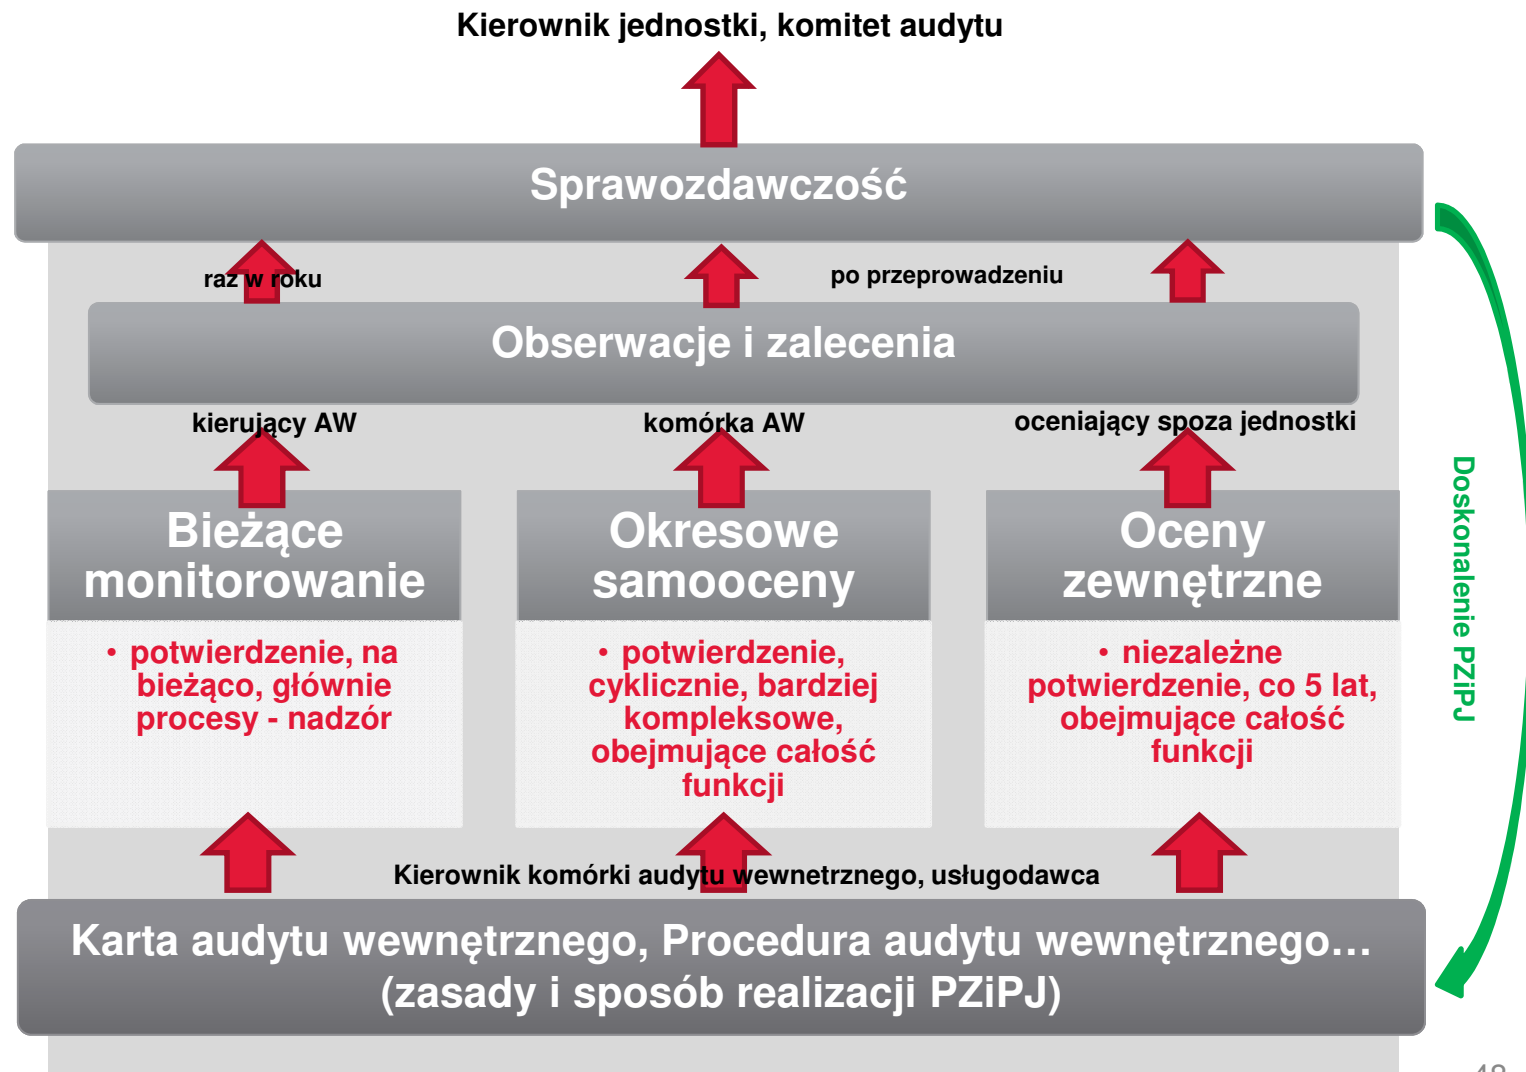 Kierownik jednostki, komitet audytu
Sprawozdawczość
raz w roku
po przeprowadzeniu
Obserwacje i zalecenia
kierujący AW
komórka AW
oceniający spoza jednostki
Bieżące
monitorowanie
• potwierdzenie, na
bieżąco, głównie
procesy - nadzór
Okresowe
samooceny
• potwierdzenie,
cyklicznie, bardziej
kompleksowe,
obejmujące całość
funkcji
Oceny
zewnętrzne
• niezależne
potwierdzenie, co 5 lat,
obejmujące całość
funkcji
Doskonalenie PZiPJ
Kierownik komórki audytu wewnetrznego, usługodawca
Karta audytu wewnętrznego, Procedura audytu wewnętrznego…
(zasady i sposób realizacji PZiPJ)